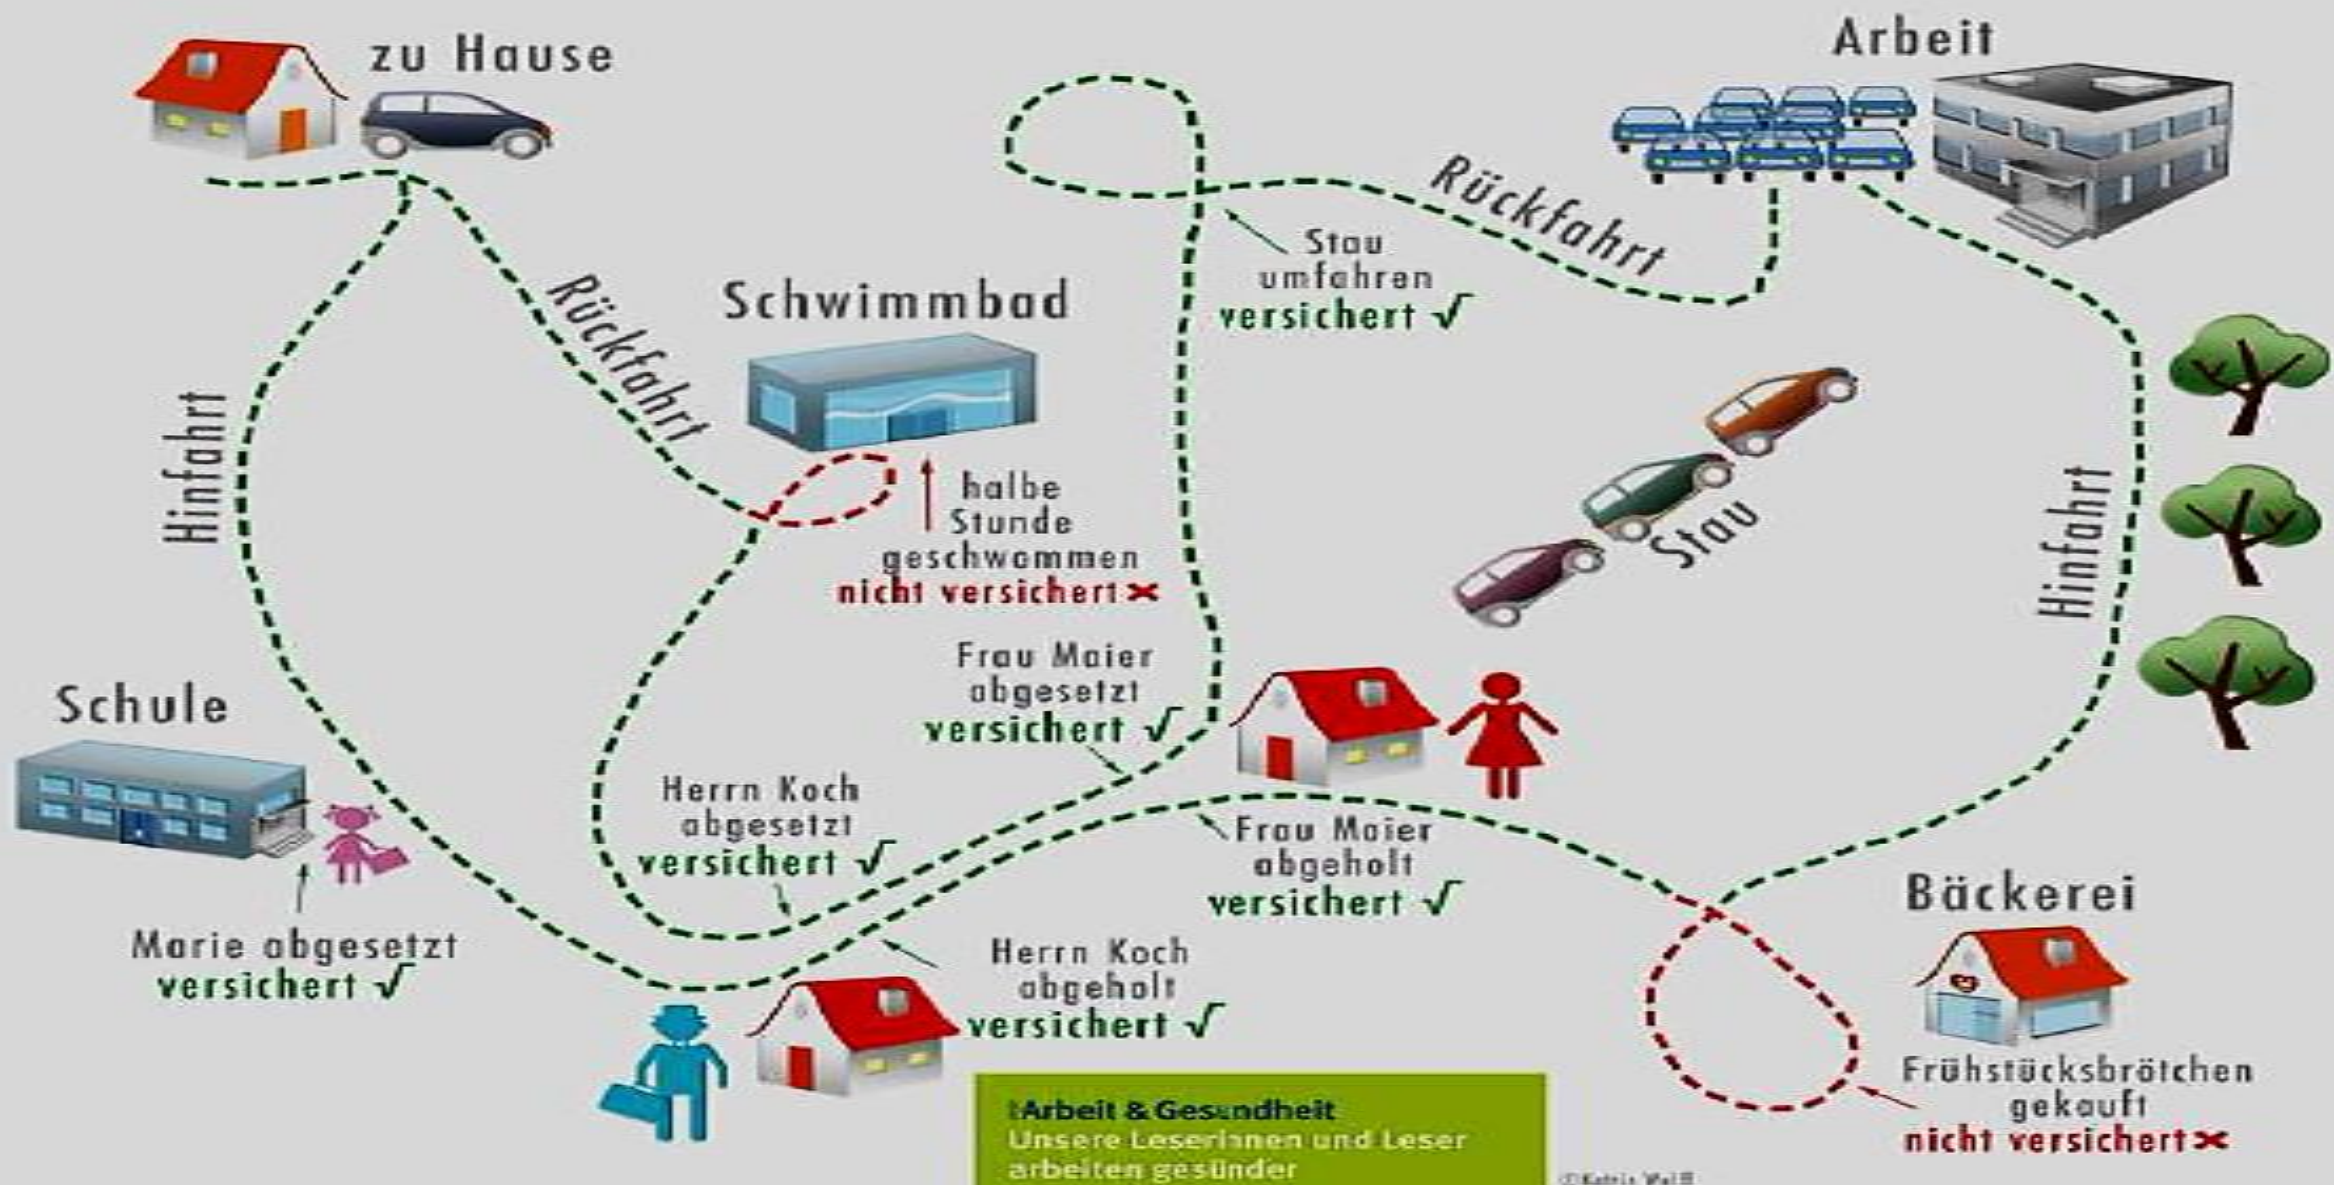 zu Hause
Arbeit
Rückfahrt
Stau
umfahren
versichert √
Schwimmbad
Rückfahrt
Hinfahrt
halbe
Stunde
geschwommen
nicht versichert ×
Stau
Hinfahrt
Frau Maier
abgesetzt
versichert √
Schule
Herrn Koch
abgesetzt
versichert √
Frau Maier
abgeholt
versichert √
Bäckerei
Marie abgesetzt
versichert √
Herrn Koch
abgeholt
versichert √
Frühstücksbrötchen
gekauft
nicht versichert ×
Arbeit & Gesundheit
Unsere Leserinnen und Leser
arbeiten gesünder